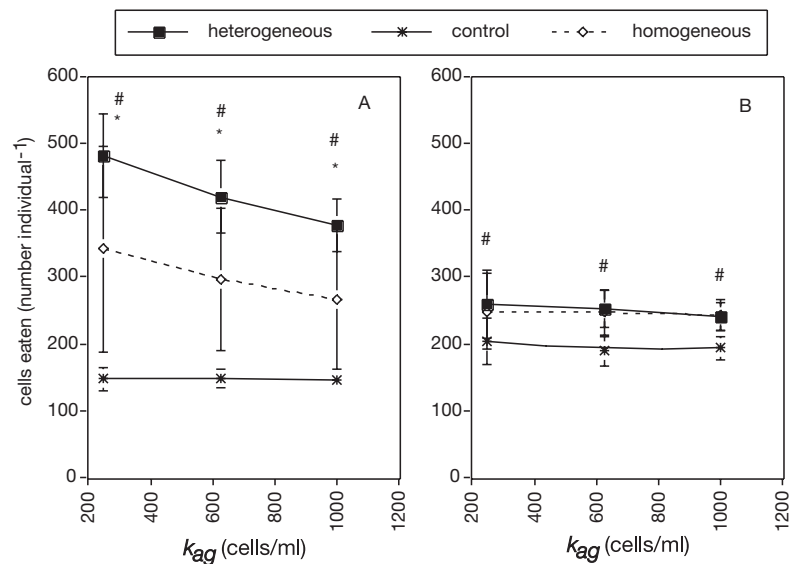 heterogeneous control homogeneous
A
B
# * # * # *
# # #
cells eaten (number individual-1)
600
500
400
300
200
100
0
200 400 600 800 1000 1200
kag (cells/ml)
600
500
400
300
200
100
0
200 400 600 800 1000 1200
kag (cells/ml)